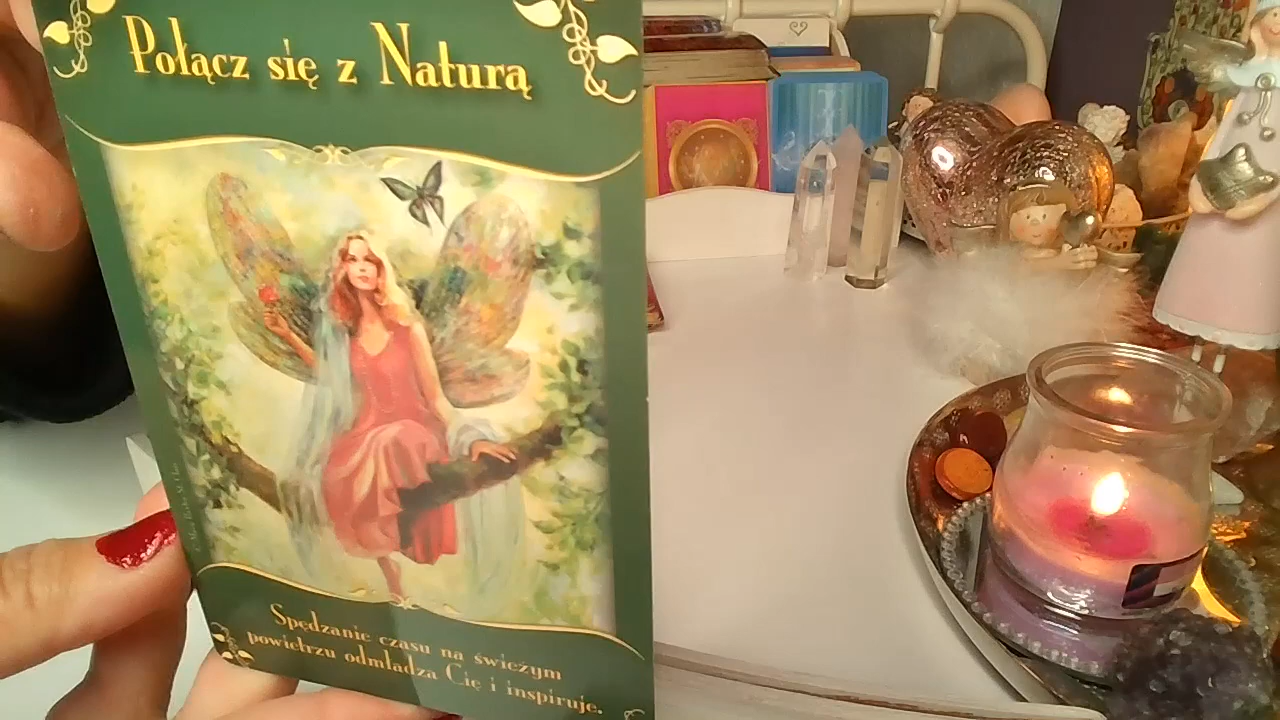 Połącz się z Naturą
Spędzanie czasu na świeżym
powietrzu odmładza Cię i inspiruje.